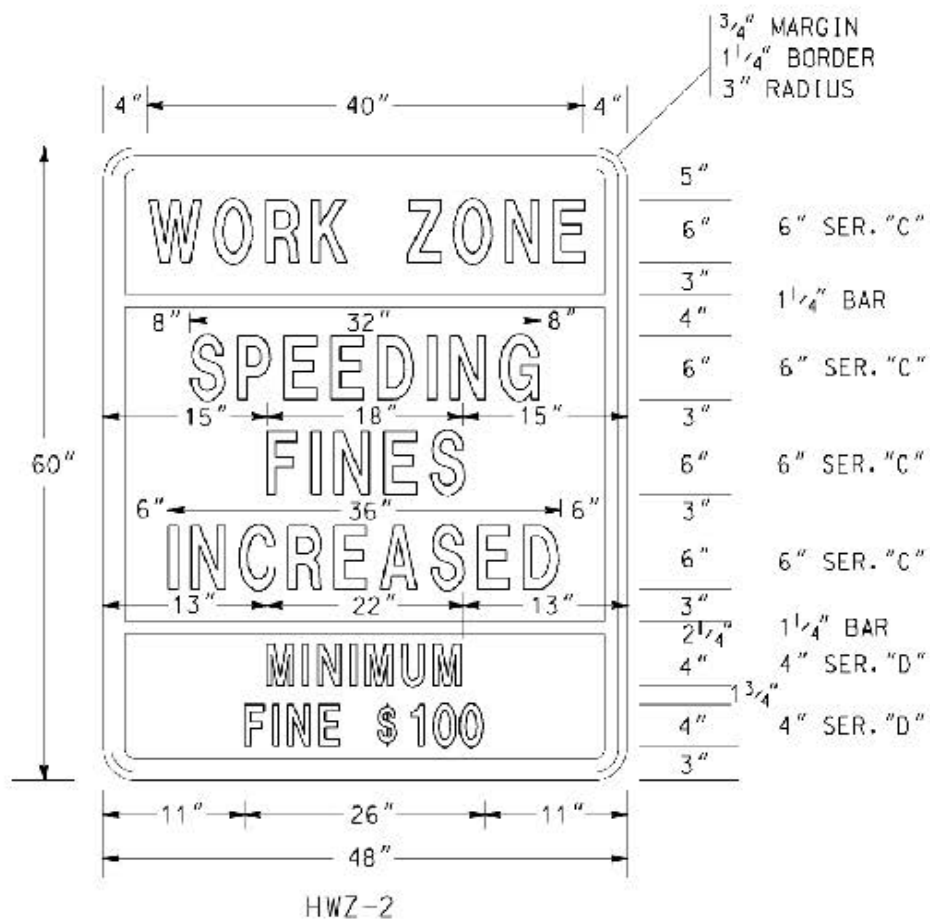 3/4" MARGIN
1 1/4" BORDER
3" RADIUS
4" 40" 4"
5"
WORK ZONE 6" 6" SER. "C"
3"
1 1/4" BAR
8" 32" 8" 4"
SPEEDING 6" 6" SER. "C"
15" 18" 15" 3"
60" FINES 6" 6" SER. "C"
6" 36" 6" 3"
INCREASED 6" 6" SER. "C"
13" 22" 13" 3"
2 1/4" 1 1/4" BAR
MINIMUM 4" 4" SER. "D"
1 3/4"
FINE $100 4" 4" SER. "D"
3"
11" 26" 11"
48"
HWZ-2